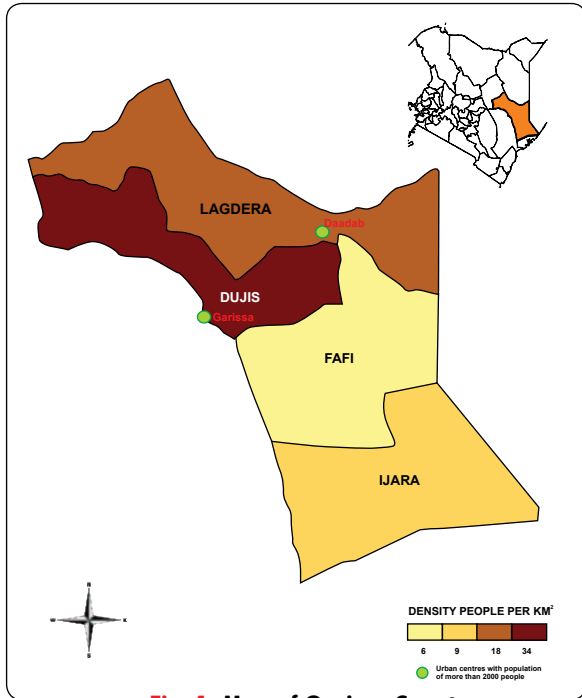 LAGDERA
Daadab
DUJIS
Garissa
FAFI
IJARA
N
S
DENSITY PEOPLE PER KM²
6 9 18 34
Urban centres with population
of more than 2000 people